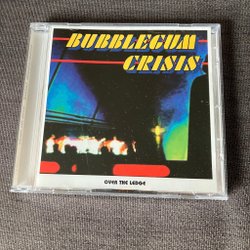 BUBBLEGUM
CRISIS
OVER THE LEDGE